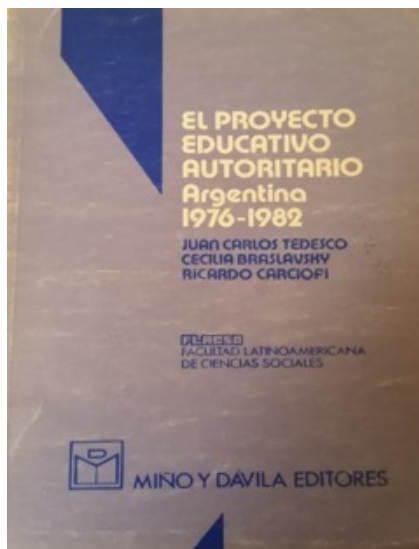 EL PROYECTO
EDUCATIVO
AUTORITARIO
Argentina
1976-1982
JUAN CARLOS TEDESCO
CECILIA BRASLAVSKY
RICARDO CARCIOFI
FLACSO
FACULTAD LATINOAMERICANA
DE CIENCIAS SOCIALES
MIÑO Y DÁVILA EDITORES